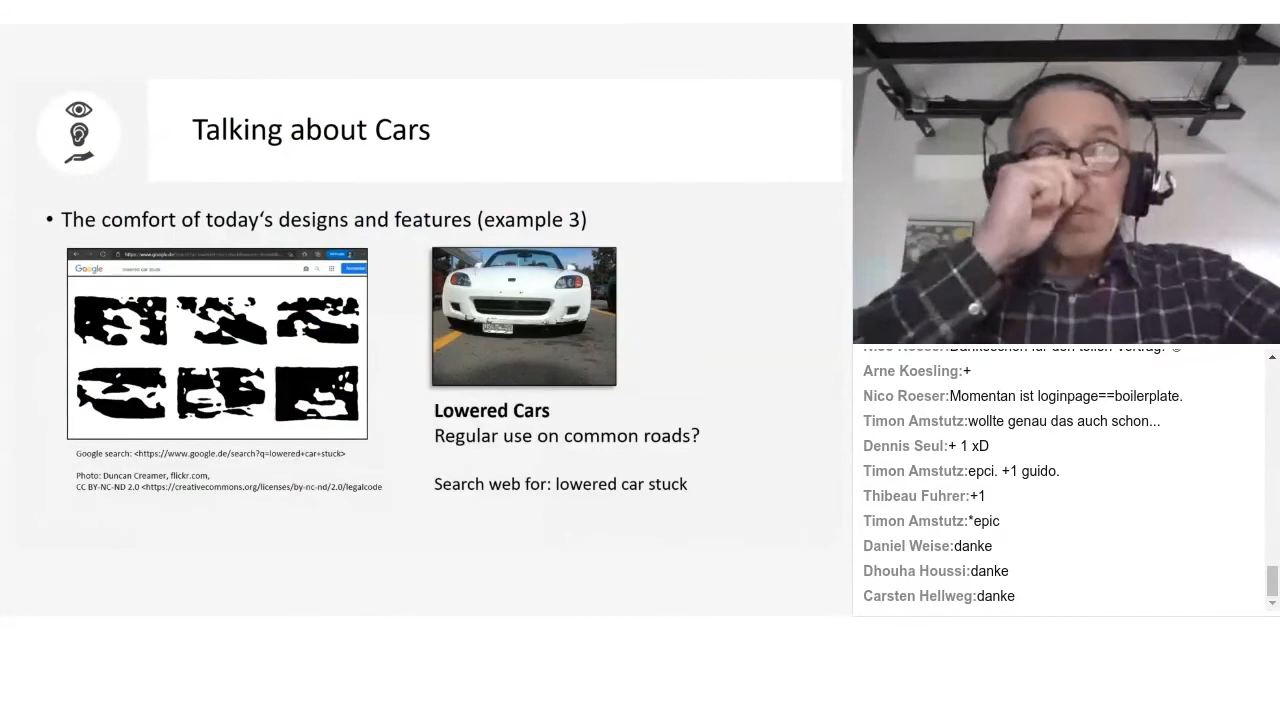 Talking about Cars
• The comfort of today‘s designs and features (example 3)
Google
lowered car stuck
Lowered Cars
Regular use on common roads?
Search web for: lowered car stuck
Google search: <https://www.google.de/search?q=lowered+car+stuck>
Photo: Duncan Creamer, flickr.com,
CC BY-NC-ND 2.0 <https://creativecommons.org/licenses/by-nc-nd/2.0/legalcode
Arne Koesling:+
Nico Roeser:Momentan ist loginpage==boilerplate.
Timon Amstutz:wollte genau das auch schon...
Dennis Seul:+ 1 xD
Timon Amstutz:epci. +1 guido.
Thibeau Fuhrer:+1
Timon Amstutz:*epic
Daniel Weise:danke
Dhouha Houssi:danke
Carsten Hellweg:danke